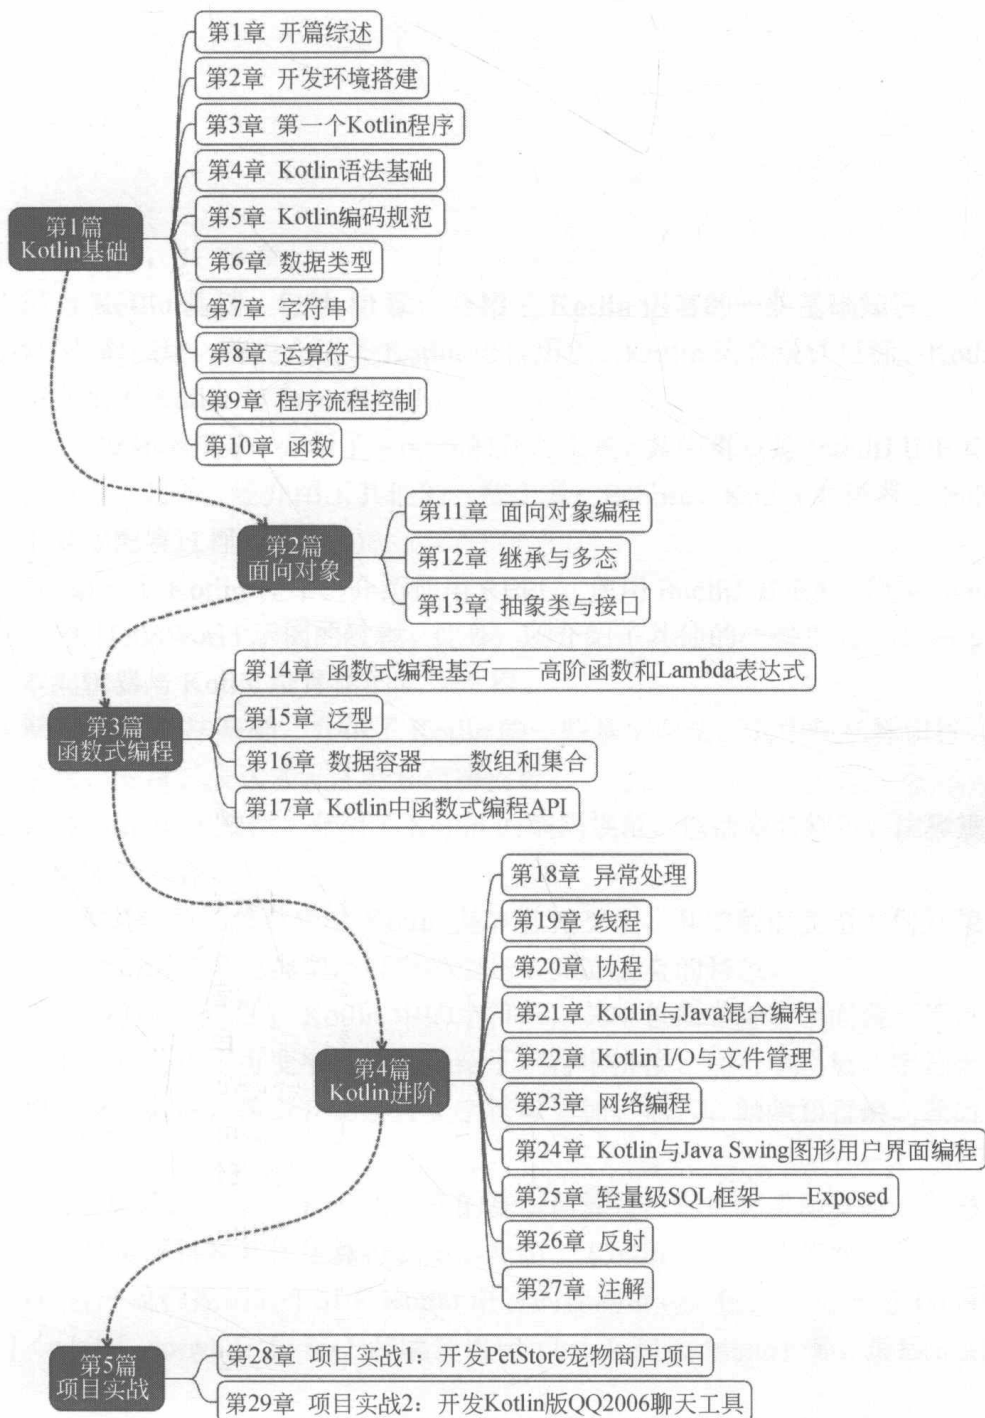 第1篇
Kotlin基础
第1章 开篇综述
第2章 开发环境搭建
第3章 第一个Kotlin程序
第4章 Kotlin语法基础
第5章 Kotlin编码规范
第6章 数据类型
第7章 字符串
第8章 运算符
第9章 程序流程控制
第10章 函数
第2篇
面向对象
第11章 面向对象编程
第12章 继承与多态
第13章 抽象类与接口
第3篇
函数式编程
第14章 函数式编程基石——高阶函数和Lambda表达式
第15章 泛型
第16章 数据容器——数组和集合
第17章 Kotlin中函数式编程API
第4篇
Kotlin进阶
第18章 异常处理
第19章 线程
第20章 协程
第21章 Kotlin与Java混合编程
第22章 Kotlin I/O与文件管理
第23章 网络编程
第24章 Kotlin与Java Swing图形用户界面编程
第25章 轻量级SQL框架——Exposed
第26章 反射
第27章 注解
第5篇
项目实战
第28章 项目实战1：开发PetStore宠物商店项目
第29章 项目实战2：开发Kotlin版QQ2006聊天工具